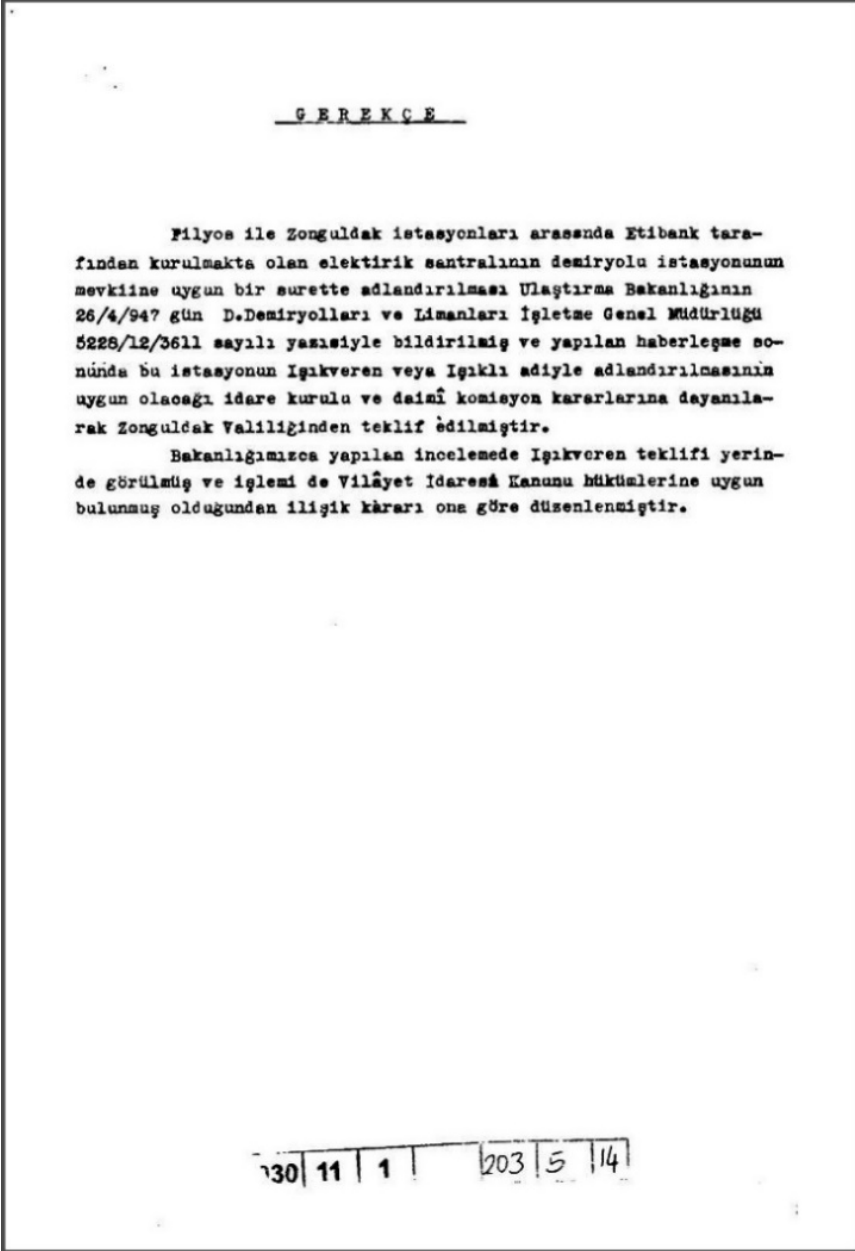 G E R E K Ç E
Filyos ile Zonguldak istasyonları arasında Etibank tara-
fından kurulmakta olan elektirik santralının demiryolu istasyonunun
mevkiine uygun bir surette adlandırılması Ulaştırma Bakanlığının
26/4/947 gün D.Demiryolları ve Limanları İşletme Genel Müdürlüğü
5228/12/3611 sayılı yazısiyle bildirilmiş ve yapılan haberleşme so-
nunda bu istasyonun Işıkveren veya Işıklı adiyle adlandırılmasının
uygun olacağı idare kurulu ve daimî komisyon kararlarına dayanıla-
rak Zonguldak Valiliğinden teklif edilmiştir.
Bakanlığımızca yapılan incelemede Işıkveren teklifi yerin-
de görülmüş ve işlemi de Vilâyet İdaresi Kanunu hükümlerine uygun
bulunmuş olduğundan ilişik kararı ona göre düzenlenmiştir.
030 11 1 203 5 14